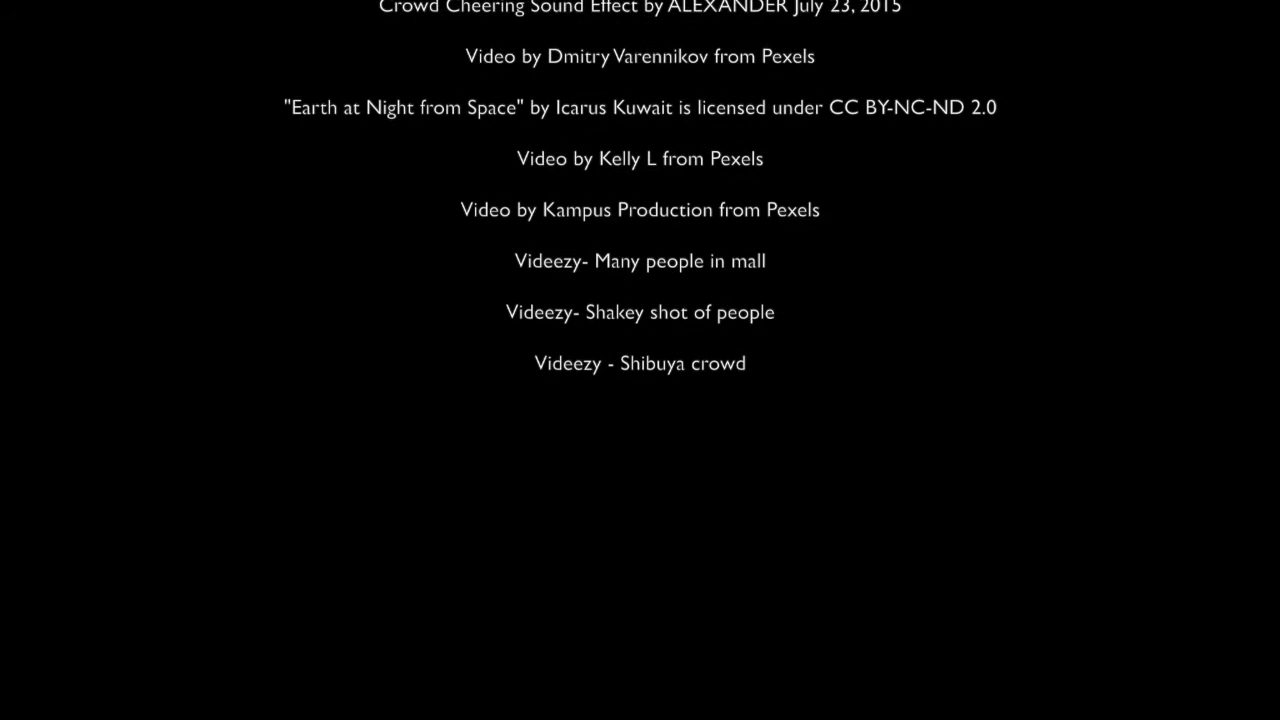 Crowd Cheering Sound Effect by ALEXANDER July 23, 2015
Video by Dmitry Varennikov from Pexels
"Earth at Night from Space" by Icarus Kuwait is licensed under CC BY-NC-ND 2.0
Video by Kelly L from Pexels
Video by Kampus Production from Pexels
Videezy- Many people in mall
Videezy- Shakey shot of people
Videezy - Shibuya crowd